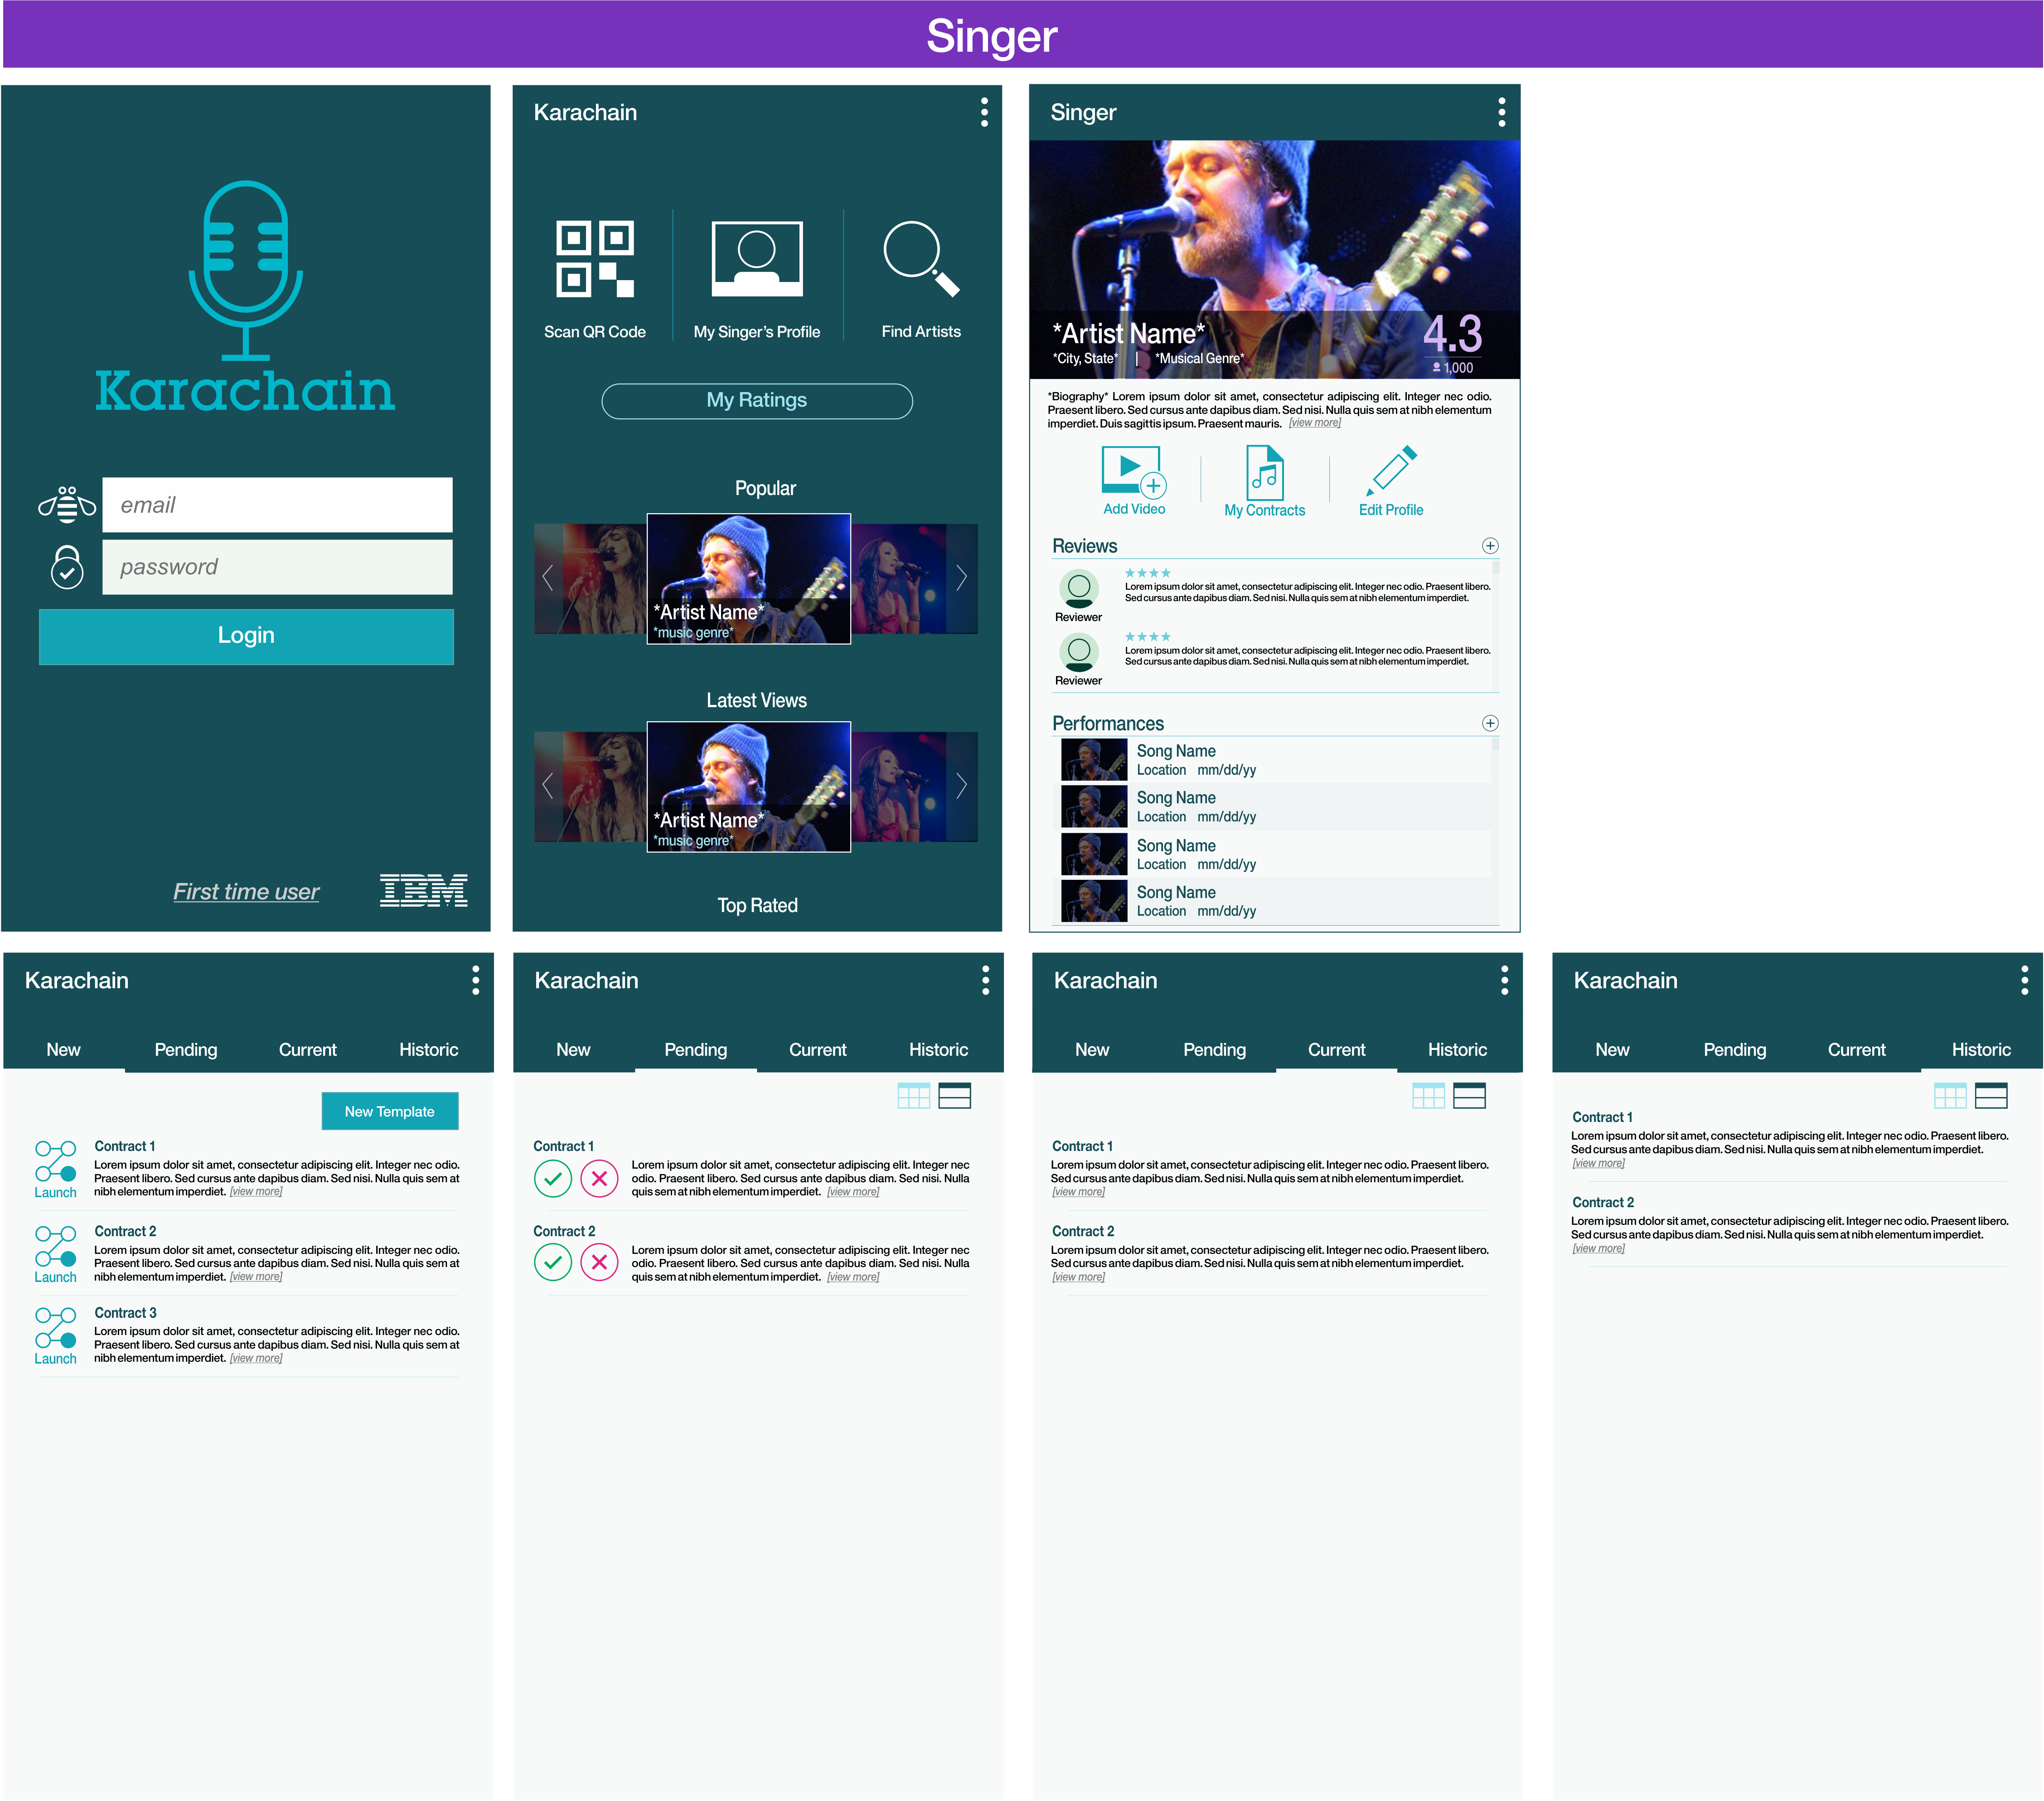 Singer
Karachain
email
password
Login
First time user
IBM
Karachain
Scan QR Code
My Singer's Profile
Find Artists
My Ratings
Popular
*Artist Name*
*music genre*
Latest Views
*Artist Name*
*music genre*
Top Rated
Singer
*Artist Name*
*City, State* | *Musical Genre*
4.3
1,000
*Biography* Lorem ipsum dolor sit amet, consectetur adipiscing elit. Integer nec odio.
Praesent libero. Sed cursus ante dapibus diam. Sed nisi. Nulla quis sem at nibh elementum
imperdiet. Duis sagittis ipsum. Praesent mauris. [view more]
Add Video
My Contracts
Edit Profile
Reviews
Lorem ipsum dolor sit amet, consectetur adipiscing elit. Integer nec odio. Praesent libero.
Sed cursus ante dapibus diam. Sed nisi. Nulla quis sem at nibh elementum imperdiet.
Reviewer
Lorem ipsum dolor sit amet, consectetur adipiscing elit. Integer nec odio. Praesent libero.
Sed cursus ante dapibus diam. Sed nisi. Nulla quis sem at nibh elementum imperdiet.
Reviewer
Performances
Song Name
Location mm/dd/yy
Song Name
Location mm/dd/yy
Song Name
Location mm/dd/yy
Song Name
Location mm/dd/yy
Karachain
New Pending Current Historic
New Template
Contract 1
Lorem ipsum dolor sit amet, consectetur adipiscing elit. Integer nec odio.
Praesent libero. Sed cursus ante dapibus diam. Sed nisi. Nulla quis sem at
nibh elementum imperdiet. [view more]
Launch
Contract 2
Lorem ipsum dolor sit amet, consectetur adipiscing elit. Integer nec odio.
Praesent libero. Sed cursus ante dapibus diam. Sed nisi. Nulla quis sem at
nibh elementum imperdiet. [view more]
Launch
Contract 3
Lorem ipsum dolor sit amet, consectetur adipiscing elit. Integer nec odio.
Praesent libero. Sed cursus ante dapibus diam. Sed nisi. Nulla quis sem at
nibh elementum imperdiet. [view more]
Launch
Karachain
New Pending Current Historic
Contract 1
Lorem ipsum dolor sit amet, consectetur adipiscing elit. Integer nec
odio. Praesent libero. Sed cursus ante dapibus diam. Sed nisi. Nulla
quis sem at nibh elementum imperdiet. [view more]
Contract 2
Lorem ipsum dolor sit amet, consectetur adipiscing elit. Integer nec
odio. Praesent libero. Sed cursus ante dapibus diam. Sed nisi. Nulla
quis sem at nibh elementum imperdiet. [view more]
Karachain
New Pending Current Historic
Contract 1
Lorem ipsum dolor sit amet, consectetur adipiscing elit. Integer nec odio. Praesent libero.
Sed cursus ante dapibus diam. Sed nisi. Nulla quis sem at nibh elementum imperdiet.
[view more]
Contract 2
Lorem ipsum dolor sit amet, consectetur adipiscing elit. Integer nec odio. Praesent libero.
Sed cursus ante dapibus diam. Sed nisi. Nulla quis sem at nibh elementum imperdiet.
[view more]
Karachain
New Pending Current Historic
Contract 1
Lorem ipsum dolor sit amet, consectetur adipiscing elit. Integer nec odio. Praesent libero.
Sed cursus ante dapibus diam. Sed nisi. Nulla quis sem at nibh elementum imperdiet.
[view more]
Contract 2
Lorem ipsum dolor sit amet, consectetur adipiscing elit. Integer nec odio. Praesent libero.
Sed cursus ante dapibus diam. Sed nisi. Nulla quis sem at nibh elementum imperdiet.
[view more]